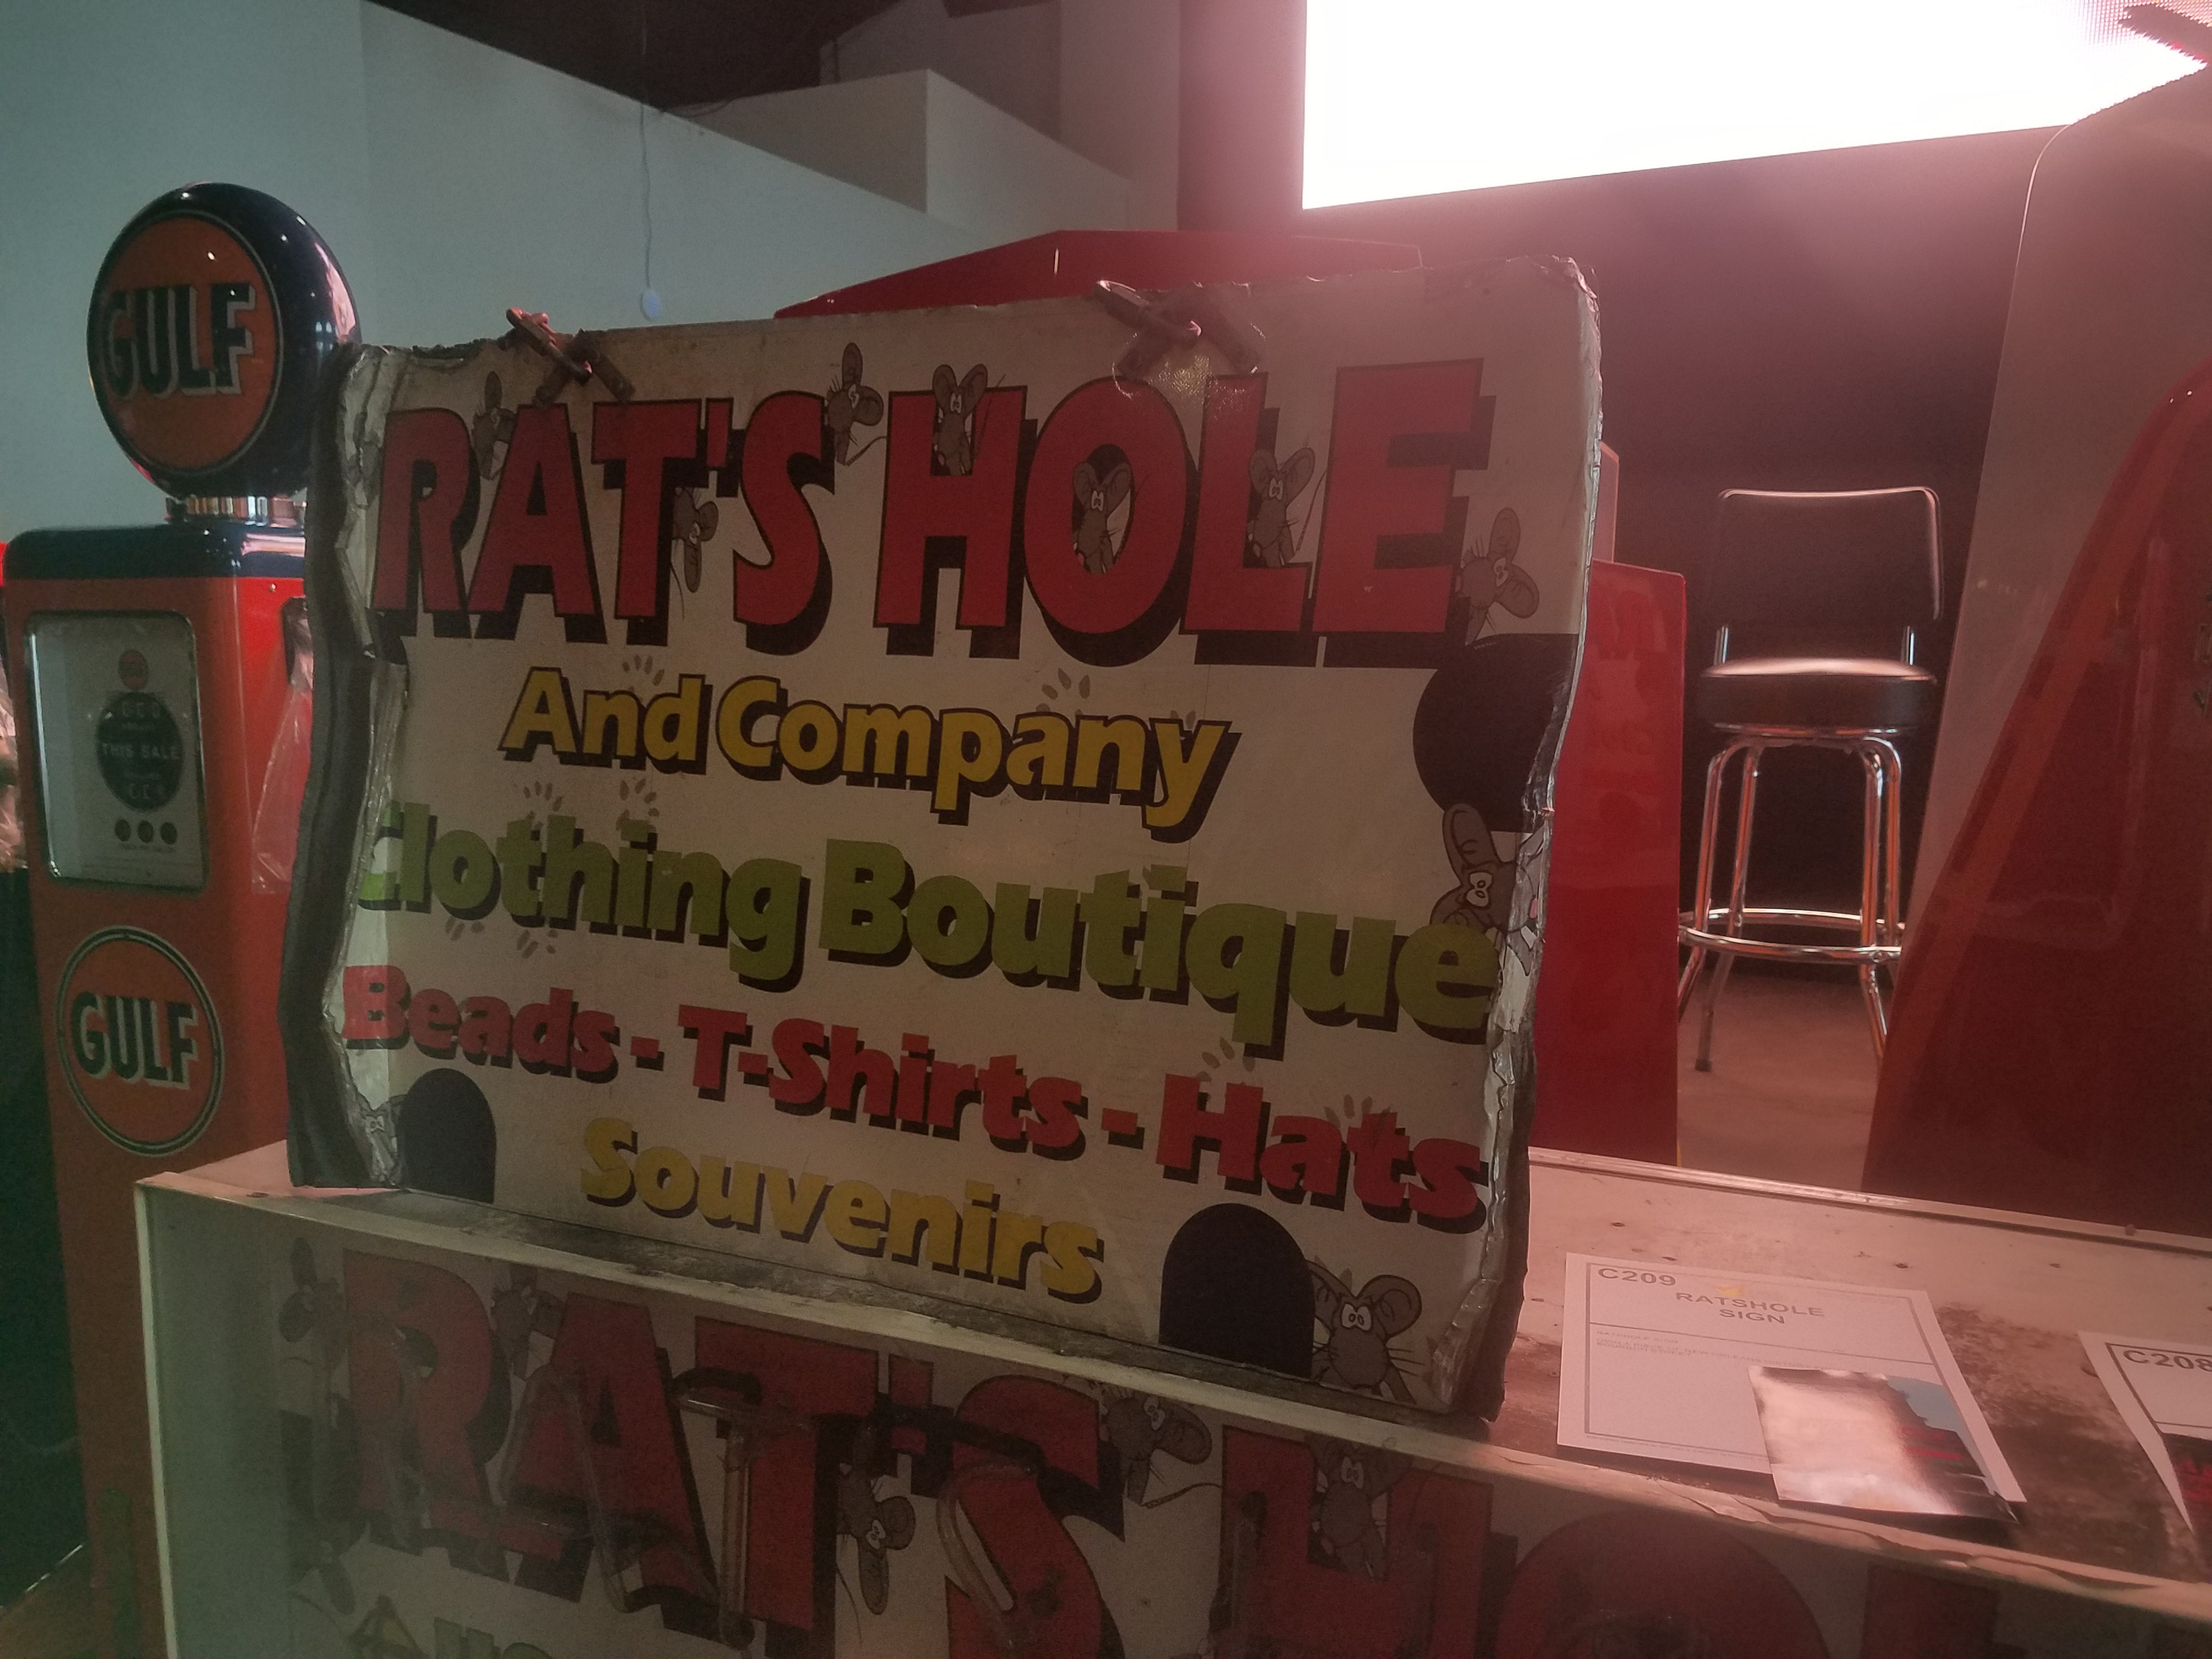 GULF
RAT'S HOLE
And Company
Clothing Boutique
Beads - T-Shirts - Hats
Souvenirs
THIS SALE
GULF
C209
RATSHOLE
SIGN
C208
RAT'S HO